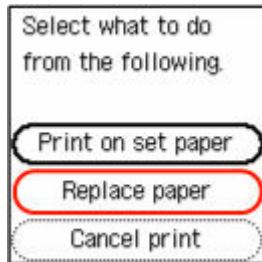 Select what to do
from the following.
Print on set paper
Replace paper
Cancel print